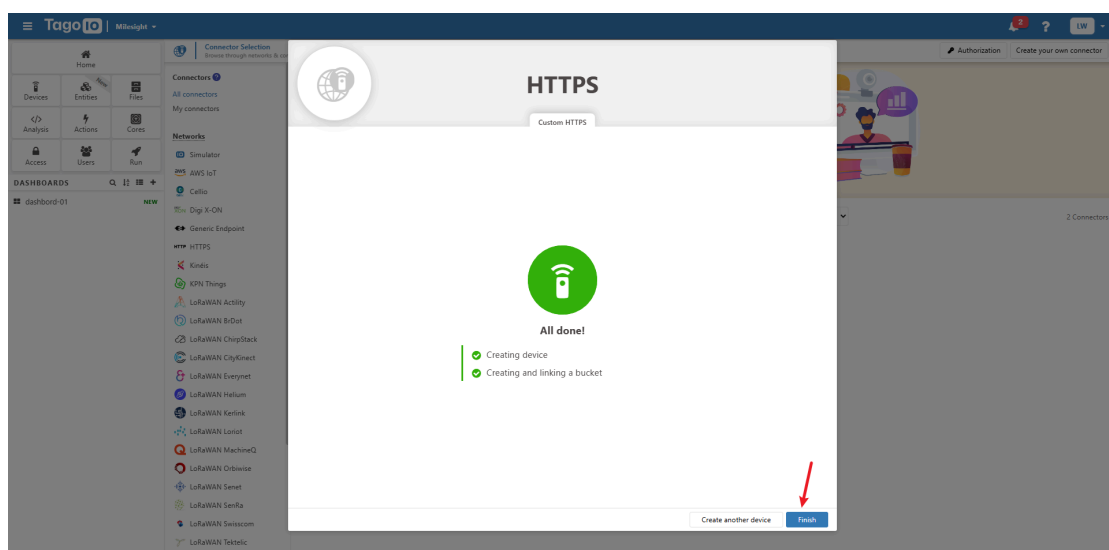 Tago IO Milesight
2
?
LW
Home
Devices
Entities
New
Files
Analysis
Actions
Cores
Access
Users
Run
DASHBOARDS
dashbord-01 NEW
Connector Selection
Connectors ?
All connectors
My connectors
Networks
Simulator
aws AWS IoT
Cellio
Digi X-ON
Generic Endpoint
HTTP HTTPS
Kinéis
KPN Things
LoRaWAN Actility
LoRaWAN BrDot
LoRaWAN ChirpStack
LoRaWAN CityKinect
LoRaWAN Everynet
LoRaWAN Helium
LoRaWAN Kerlink
LoRaWAN Loriot
LoRaWAN MachineQ
LoRaWAN Orbiwise
LoRaWAN Senet
LoRaWAN SenRa
LoRaWAN Swisscom
LoRaWAN Tektelic
HTTPS
Custom HTTPS
All done!
Creating device
Creating and linking a bucket
Create another device
Finish
Authorization
Create your own connector
2 Connectors